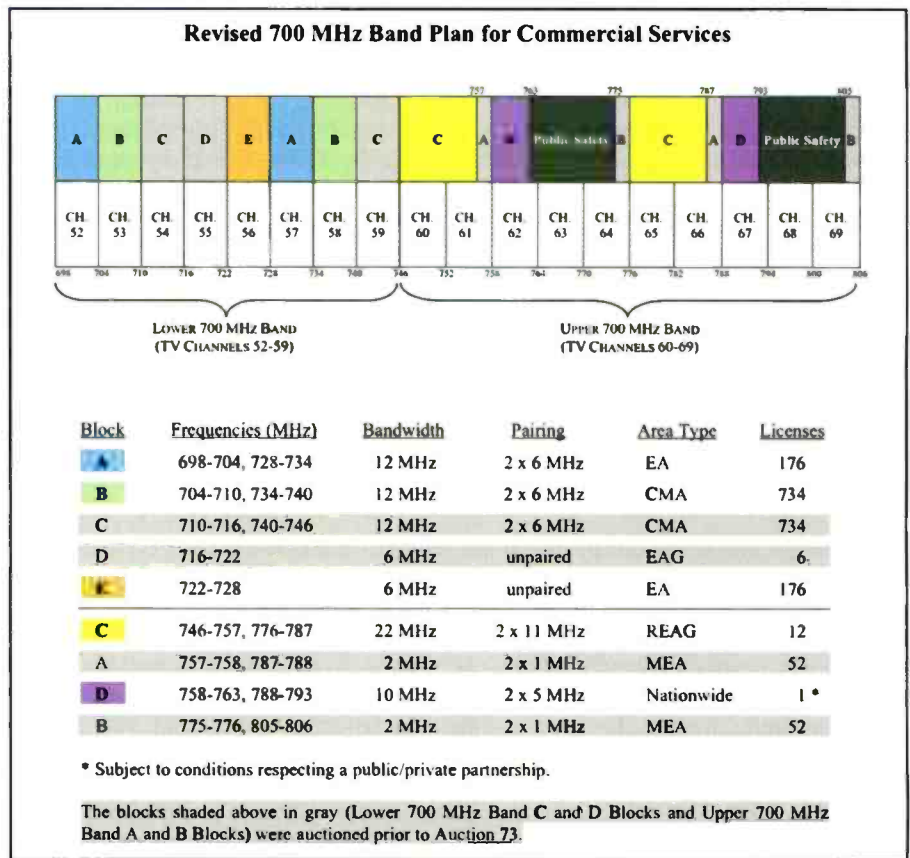 Revised 700 MHz Band Plan for Commercial Services
757 763 775 787 793 805
A B C D E A B C C A Public Safety B C A D Public Safety B
CH. 52 CH. 53 CH. 54 CH. 55 CH. 56 CH. 57 CH. 58 CH. 59 CH. 60 CH. 61 CH. 62 CH. 63 CH. 64 CH. 65 CH. 66 CH. 67 CH. 68 CH. 69
698 704 710 716 722 728 734 740 746 752 758 764 770 776 782 788 794 800 806
LOWER 700 MHZ BAND
(TV CHANNELS 52-59)
UPPER 700 MHZ BAND
(TV CHANNELS 60-69)
Block Frequencies (MHz) Bandwidth Pairing Area Type Licenses
A 698-704, 728-734 12 MHz 2 x 6 MHz EA 176
B 704-710, 734-740 12 MHz 2 x 6 MHz CMA 734
C 710-716, 740-746 12 MHz 2 x 6 MHz CMA 734
D 716-722 6 MHz unpaired EAG 6
E 722-728 6 MHz unpaired EA 176
C 746-757, 776-787 22 MHz 2 x 11 MHz REAG 12
A 757-758, 787-788 2 MHz 2 x 1 MHz MEA 52
D 758-763, 788-793 10 MHz 2 x 5 MHz Nationwide 1 *
B 775-776, 805-806 2 MHz 2 x 1 MHz MEA 52
* Subject to conditions respecting a public/private partnership.
The blocks shaded above in gray (Lower 700 MHz Band C and D Blocks and Upper 700 MHz
Band A and B Blocks) were auctioned prior to Auction 73.